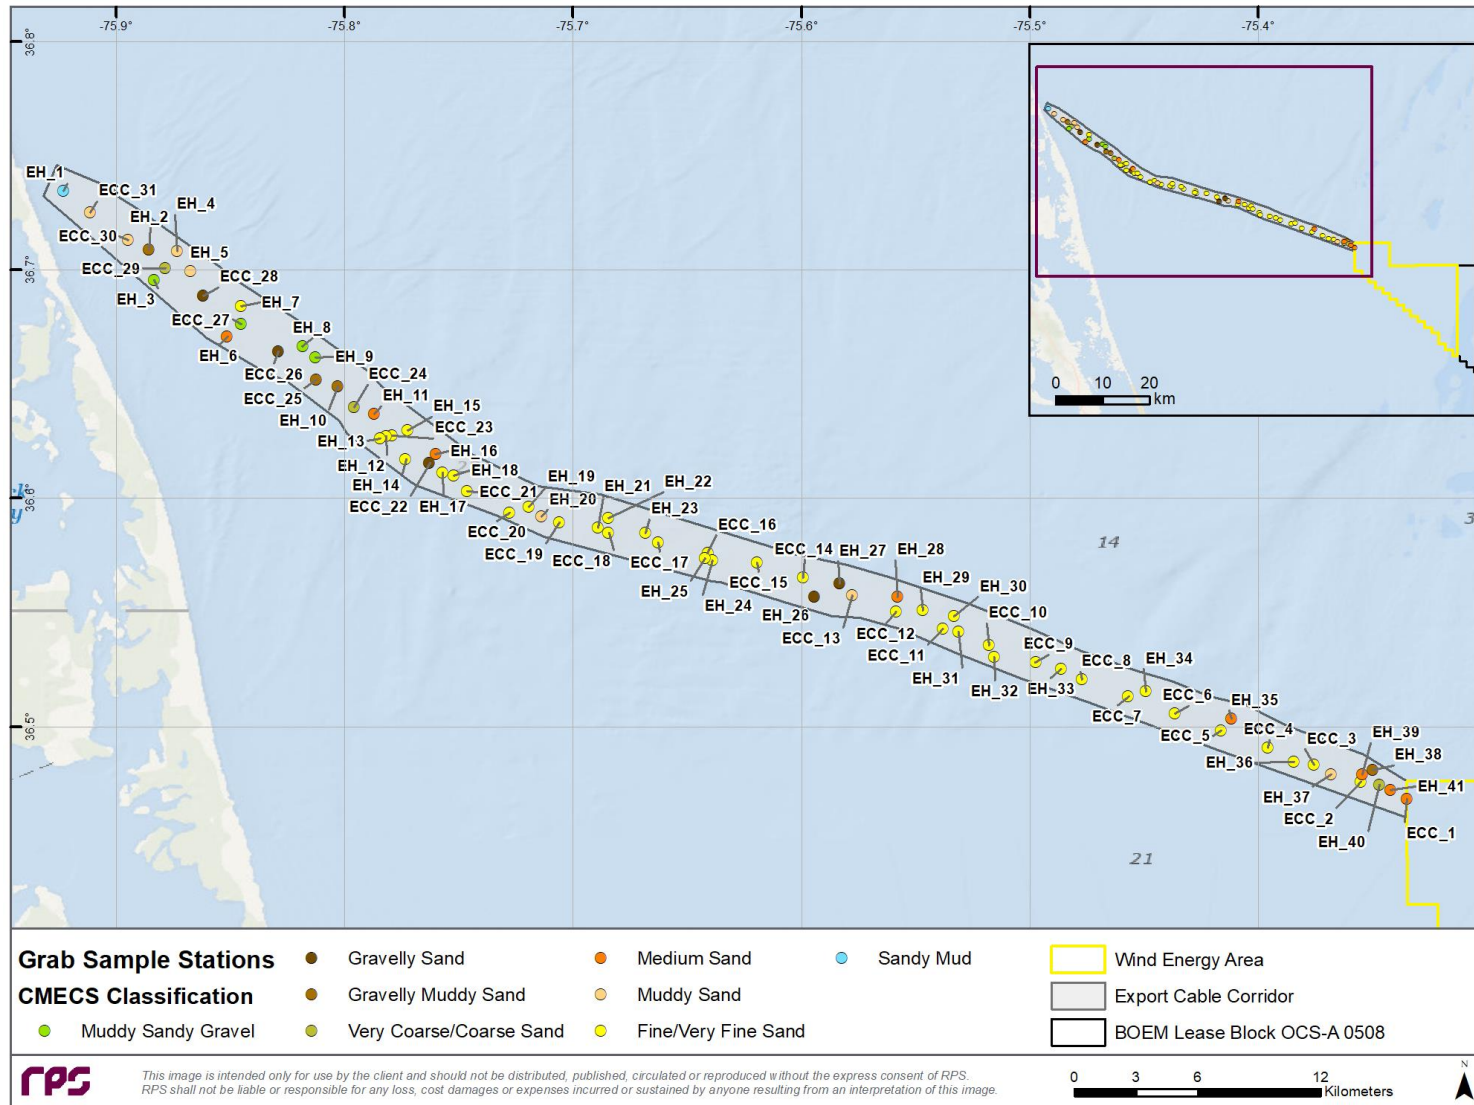 -75.9°
-75.8°
-75.7°
-75.6°
-75.5°
-75.4°
36.8°
36.7°
36.6°
36.5°
EH_1
ECC_31
EH_2
EH_4
ECC_30
EH_5
ECC_29
ECC_28
EH_3
EH_7
ECC_27
EH_8
EH_6
EH_9
ECC_26
ECC_24
ECC_25
EH_11
EH_10
EH_15
EH_13
ECC_23
EH_12
EH_16
EH_14
EH_18
ECC_22
EH_17
ECC_21
EH_19
EH_20
EH_21
EH_22
ECC_20
EH_23
ECC_19
ECC_18
ECC_17
ECC_16
EH_25
EH_24
ECC_15
ECC_14
EH_27
EH_28
EH_26
EH_29
ECC_13
ECC_12
EH_30
ECC_11
ECC_10
EH_31
ECC_9
EH_32
EH_33
ECC_8
EH_34
ECC_7
ECC_6
EH_35
ECC_5
ECC_4
ECC_3
EH_39
EH_36
EH_38
EH_37
EH_41
ECC_2
EH_40
ECC_1
14
21
0 10 20
km
Grab Sample Stations
CMECS Classification
Muddy Sandy Gravel
Gravelly Sand
Gravelly Muddy Sand
Very Coarse/Coarse Sand
Medium Sand
Muddy Sand
Fine/Very Fine Sand
Sandy Mud
Wind Energy Area
Export Cable Corridor
BOEM Lease Block OCS-A 0508
rps
This image is intended only for use by the client and should not be distributed, published, circulated or reproduced without the express consent of RPS.
RPS shall not be liable or responsible for any loss, cost damages or expenses incurred or sustained by anyone resulting from an interpretation of this image.
0 3 6 12
Kilometers
N